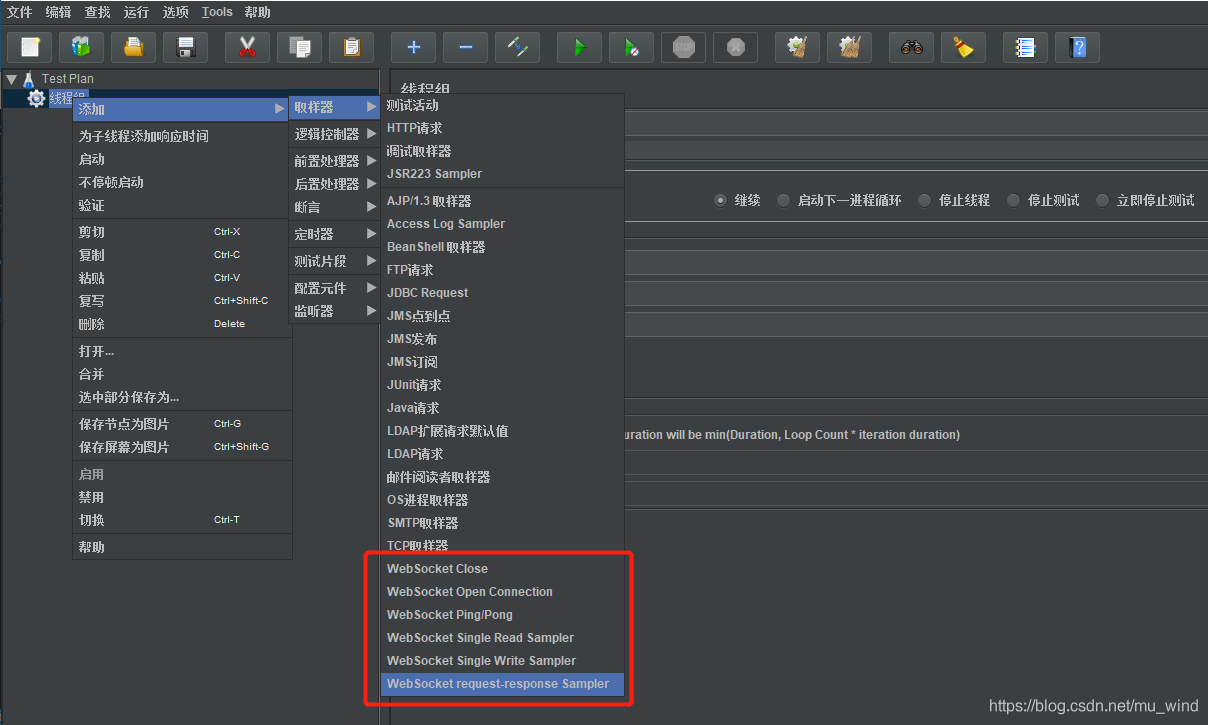 文件 编辑 查找 运行 选项 Tools 帮助
STOP
Test Plan
线程组
添加
为子线程添加响应时间
启动
不停顿启动
验证
剪切 Ctrl-X
复制 Ctrl-C
粘贴 Ctrl-V
复写 Ctrl+Shift-C
删除 Delete
打开...
合并
选中部分保存为...
保存节点为图片 Ctrl-G
保存屏幕为图片 Ctrl+Shift-G
启用
禁用
切换 Ctrl-T
帮助
取样器
逻辑控制器
前置处理器
后置处理器
断言
定时器
测试片段
配置元件
监听器
测试活动
HTTP请求
调试取样器
JSR223 Sampler
AJP/1.3 取样器
Access Log Sampler
BeanShell 取样器
FTP请求
JDBC Request
JMS点到点
JMS发布
JMS订阅
JUnit请求
Java请求
LDAP扩展请求默认值
LDAP请求
邮件阅读者取样器
OS进程取样器
SMTP取样器
TCP取样器
WebSocket Close
WebSocket Open Connection
WebSocket Ping/Pong
WebSocket Single Read Sampler
WebSocket Single Write Sampler
WebSocket request-response Sampler
线程组
继续 启动下一进程循环 停止线程 停止测试 立即停止测试
uration will be min(Duration, Loop Count * iteration duration)
https://blog.csdn.net/mu_wind